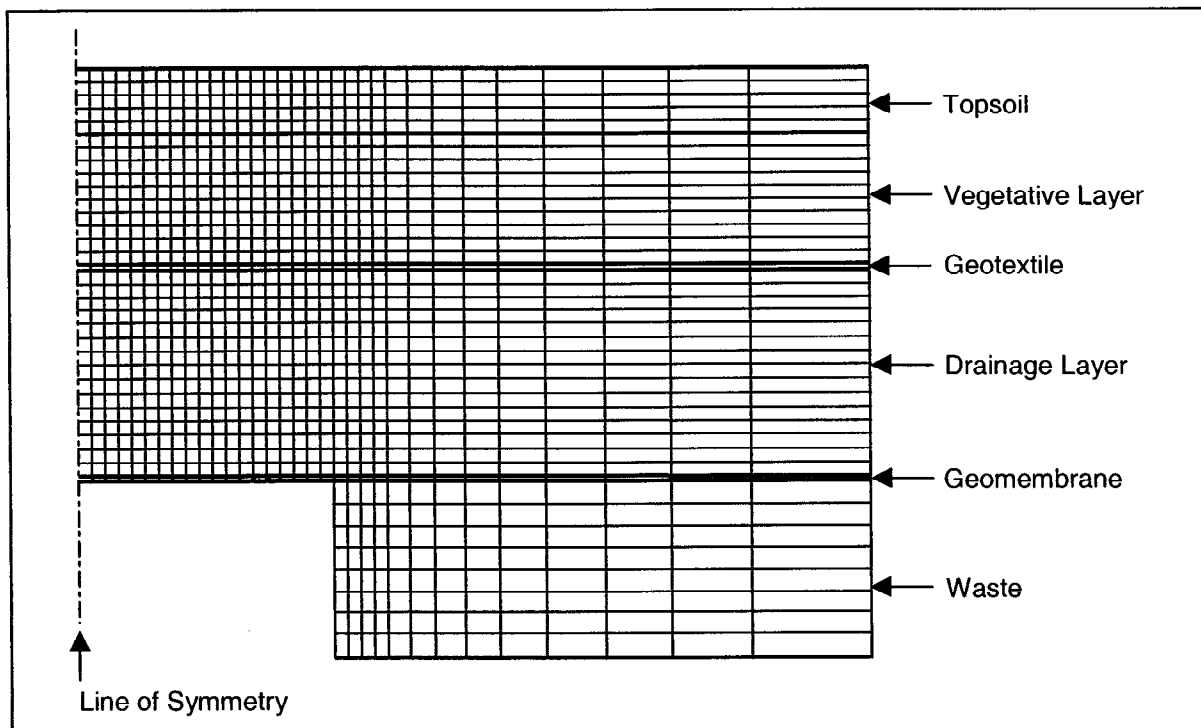 Topsoil
Vegetative Layer
Geotextile
Drainage Layer
Geomembrane
Waste
Line of Symmetry